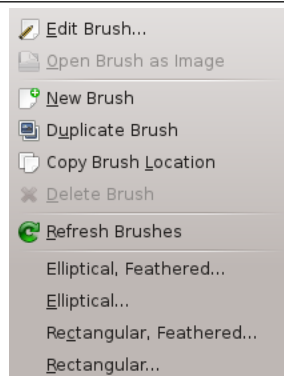 Edit Brush...
Open Brush as Image
New Brush
Duplicate Brush
Copy Brush Location
Delete Brush
Refresh Brushes
Elliptical, Feathered...
Elliptical...
Rectangular, Feathered...
Rectangular...